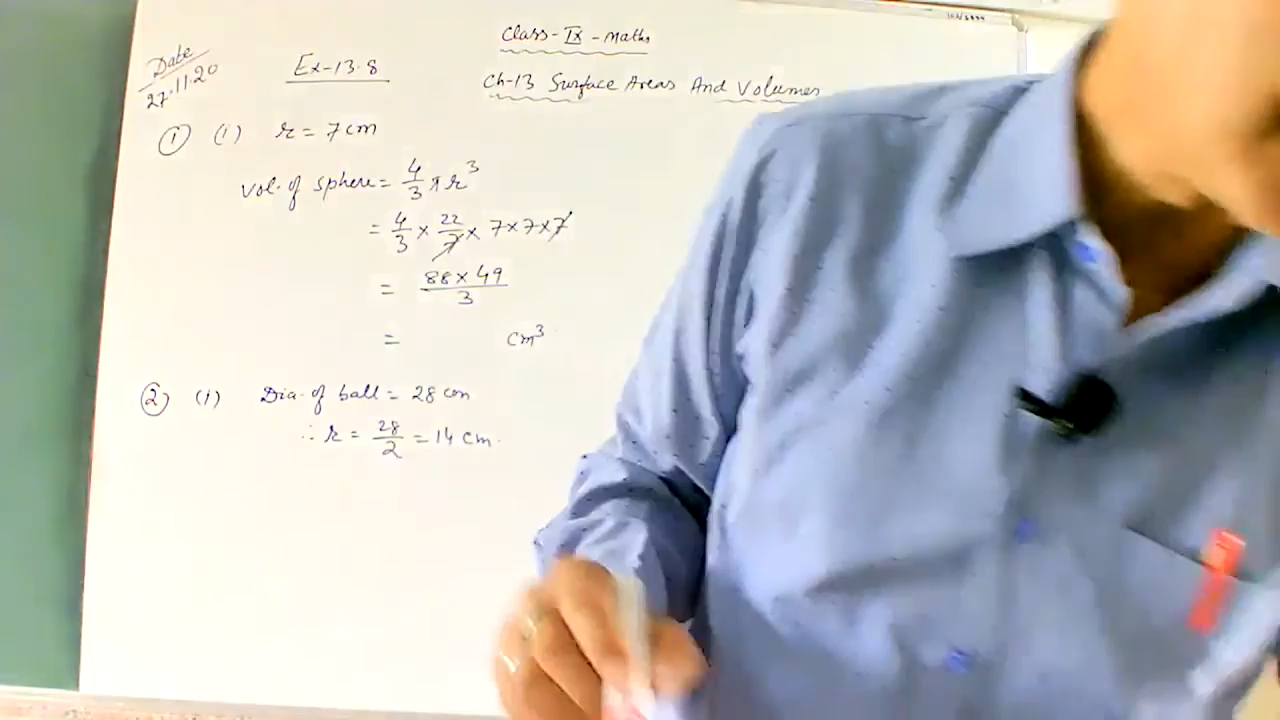 Class-IX-Maths
Date
27.11.20
Ex-13.8
Ch-13 Surface Areas And Volumes
① (i) r = 7cm
Vol. of sphere = 4/3 π r³
= 4/3 × 22/7 × 7×7×7
= 88×49/3
= cm³
② (i) Dia. of ball = 28 cm
∴ r = 28/2 = 14 cm.